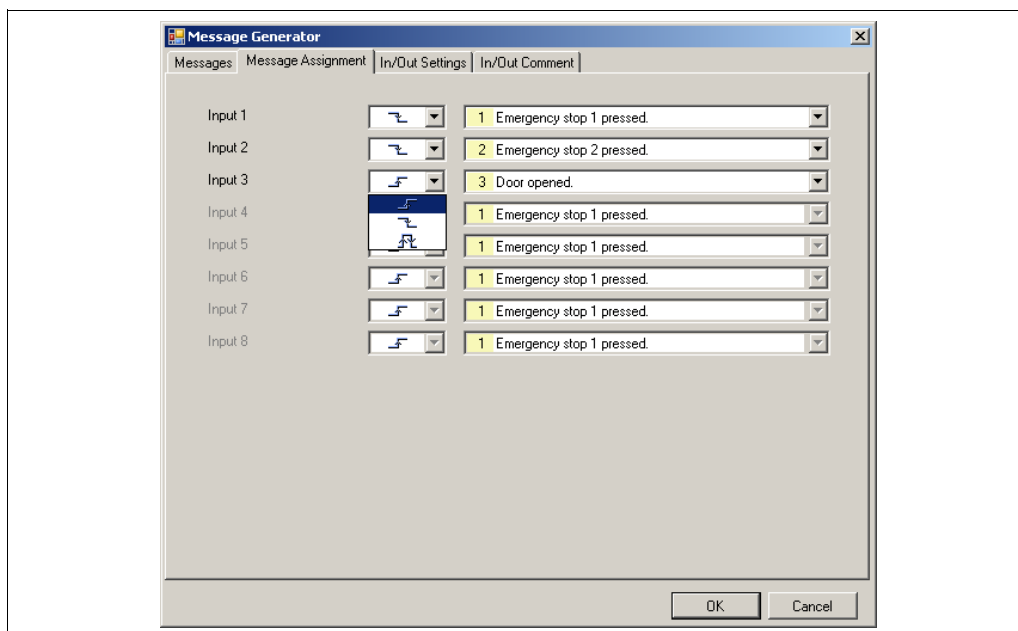 Message Generator
Messages Message Assignment In/Out Settings In/Out Comment
Input 1 1 Emergency stop 1 pressed.
Input 2 2 Emergency stop 2 pressed.
Input 3 3 Door opened.
Input 4 1 Emergency stop 1 pressed.
Input 5 1 Emergency stop 1 pressed.
Input 6 1 Emergency stop 1 pressed.
Input 7 1 Emergency stop 1 pressed.
Input 8 1 Emergency stop 1 pressed.
OK Cancel